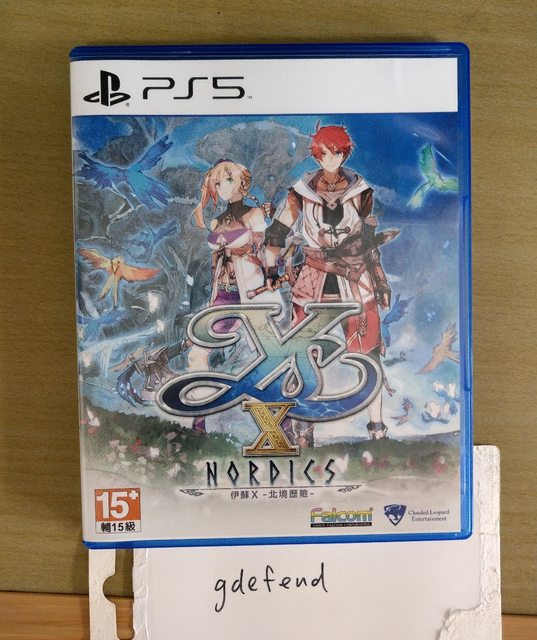 PS5
Ys
X
NORDICS
伊蘇X -北境歷險-
15+
輔15級
Falcom
Clouded Leopard
Entertainment
gdefend